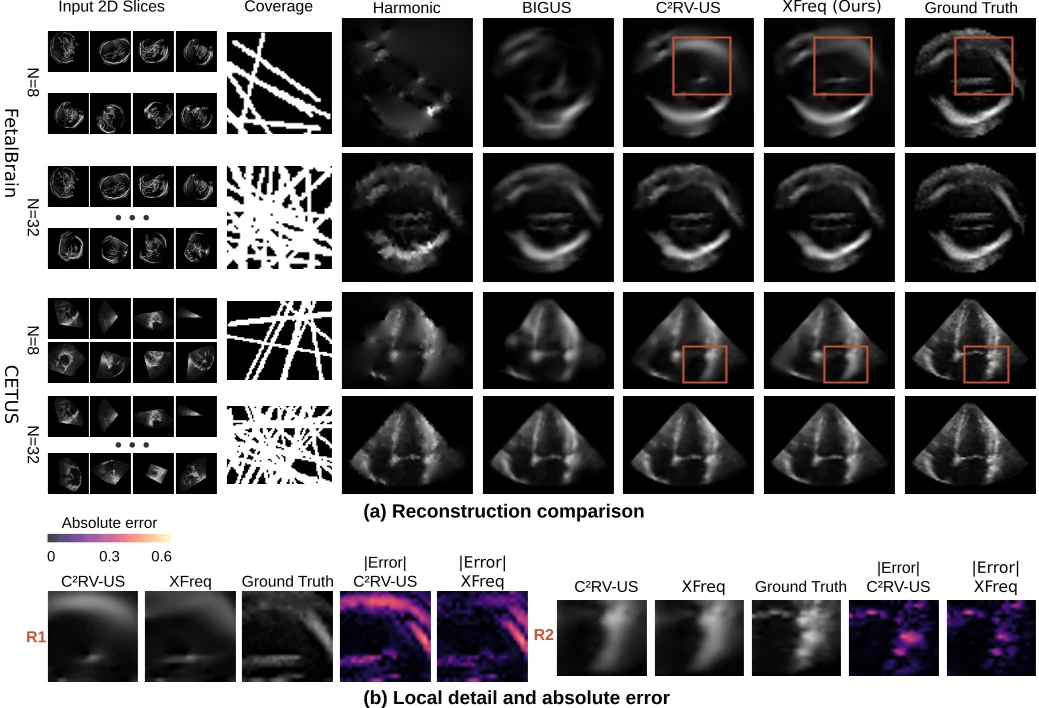 Input 2D Slices Coverage Harmonic BIGUS C²RV-US XFreq (Ours) Ground Truth
FetalBrain
N=8
N=32
CETUS
N=8
N=32
(a) Reconstruction comparison
Absolute error
0 0.3 0.6
C²RV-US XFreq Ground Truth |Error| C²RV-US |Error| XFreq
R1
C²RV-US XFreq Ground Truth |Error| C²RV-US |Error| XFreq
R2
(b) Local detail and absolute error